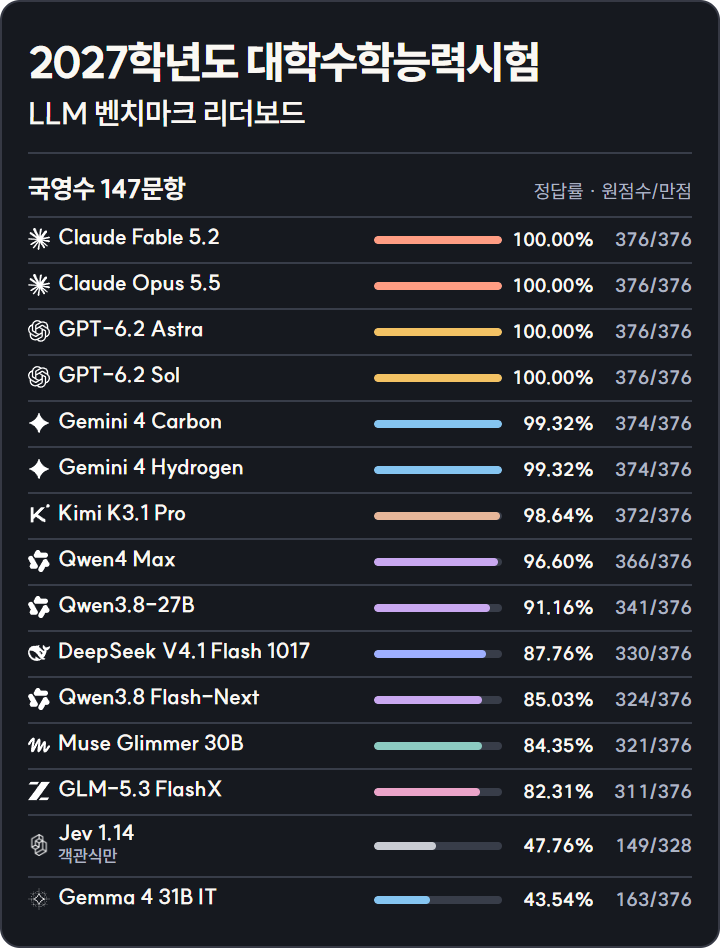 2027학년도 대학수학능력시험
LLM 벤치마크 리더보드
국영수 147문항 정답률 · 원점수/만점
Claude Fable 5.2 100.00% 376/376
Claude Opus 5.5 100.00% 376/376
GPT-6.2 Astra 100.00% 376/376
GPT-6.2 Sol 100.00% 376/376
Gemini 4 Carbon 99.32% 374/376
Gemini 4 Hydrogen 99.32% 374/376
Kimi K3.1 Pro 98.64% 372/376
Qwen4 Max 96.60% 366/376
Qwen3.8-27B 91.16% 341/376
DeepSeek V4.1 Flash 1017 87.76% 330/376
Qwen3.8 Flash-Next 85.03% 324/376
Muse Glimmer 30B 84.35% 321/376
GLM-5.3 FlashX 82.31% 311/376
Jev 1.14 47.76% 149/328
객관식만
Gemma 4 31B IT 43.54% 163/376